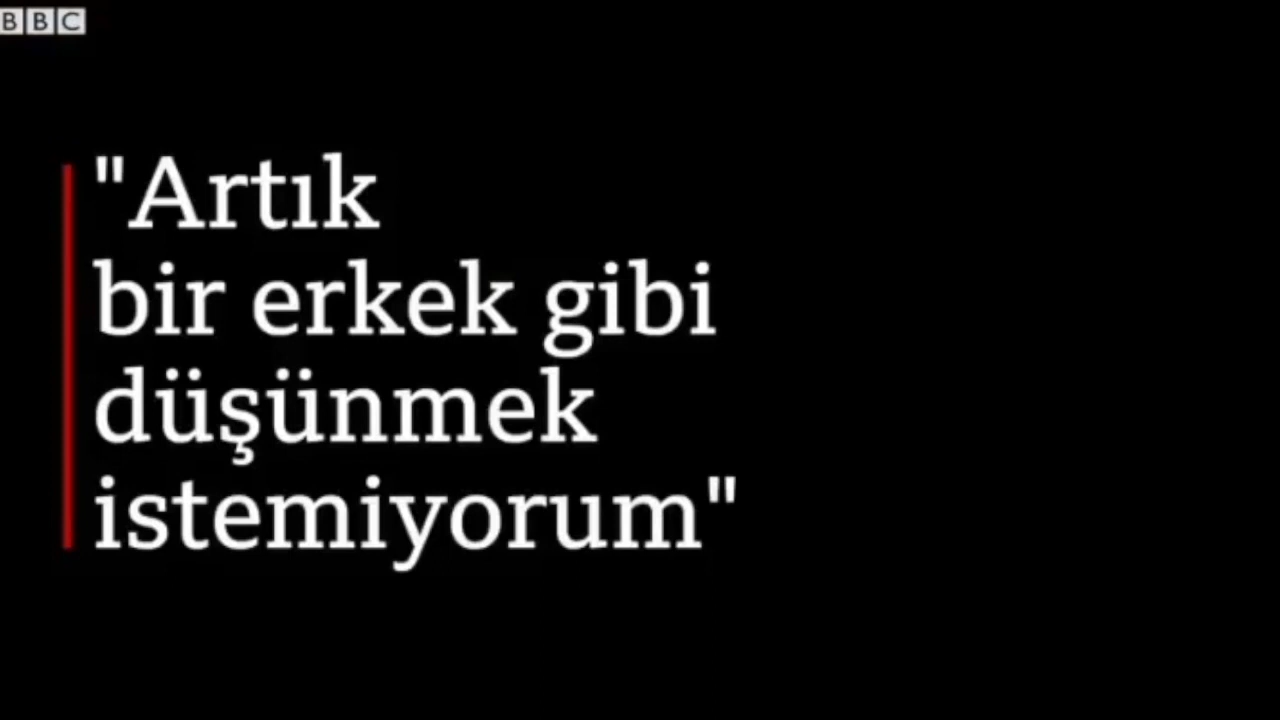 BBC
"Artık
bir erkek gibi
düşünmek
istemiyorum"